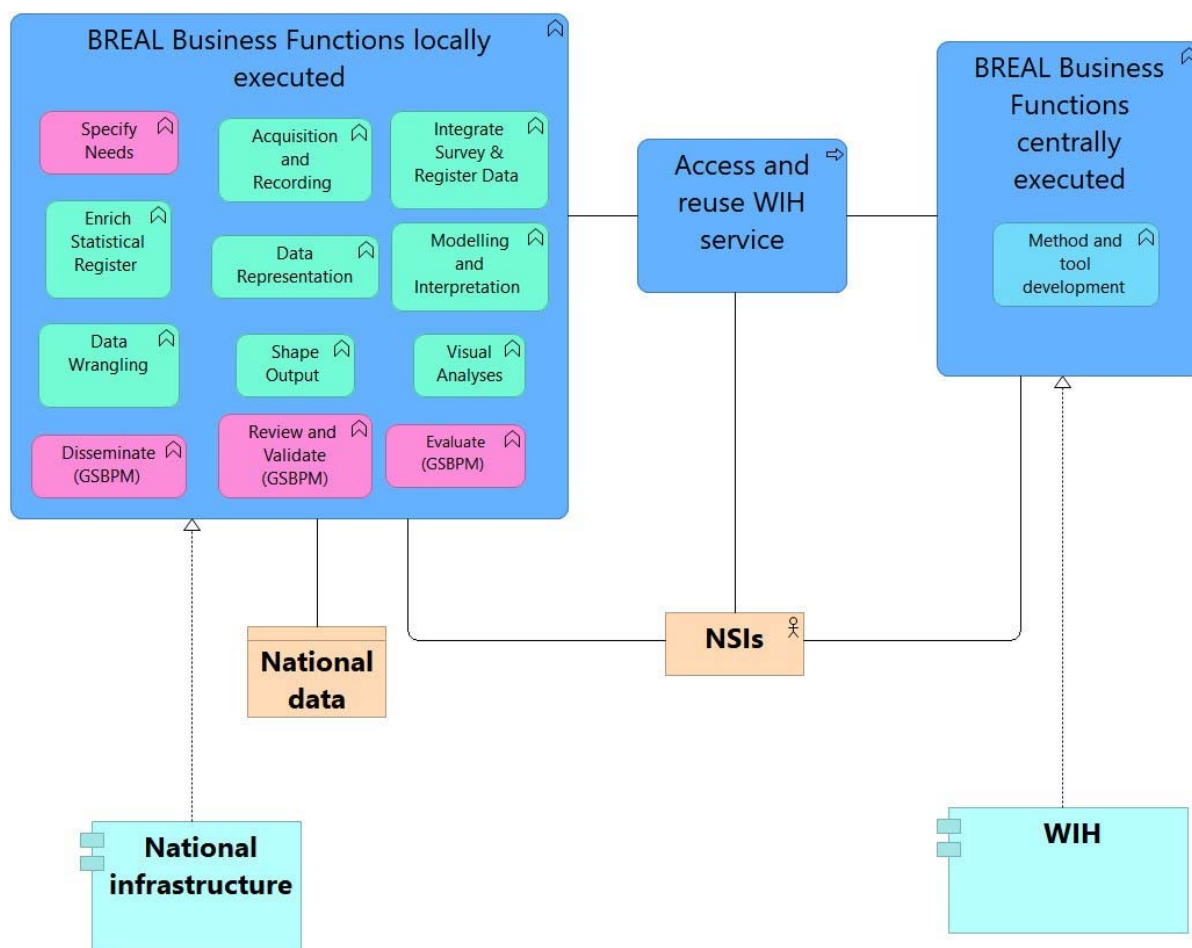 BREAL Business Functions locally
executed
Specify
Needs
Acquisition
and
Recording
Integrate
Survey &
Register Data
Enrich
Statistical
Register
Data
Representation
Modelling
and
Interpretation
Data
Wrangling
Shape
Output
Visual
Analyses
Disseminate
(GSBPM)
Review and
Validate
(GSBPM)
Evaluate
(GSBPM)
Access and
reuse WIH
service
BREAL Business
Functions
centrally
executed
Method and
tool
development
National
data
NSIs
National
infrastructure
WIH